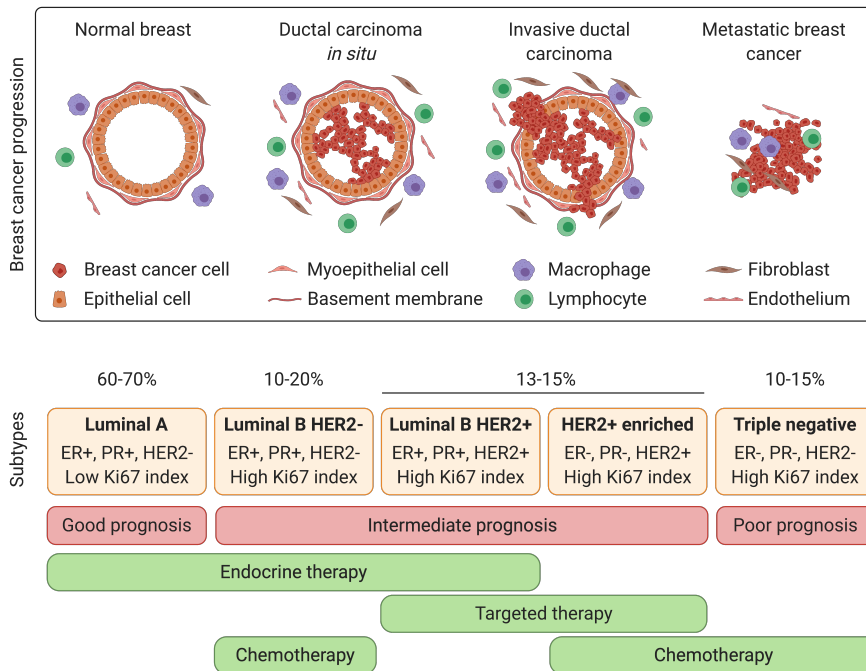 Breast cancer progression
Normal breast
Ductal carcinoma
in situ
Invasive ductal
carcinoma
Metastatic breast
cancer
Breast cancer cell
Myoepithelial cell
Macrophage
Fibroblast
Epithelial cell
Basement membrane
Lymphocyte
Endothelium
Subtypes
60-70%
10-20%
13-15%
10-15%
Luminal A
ER+, PR+, HER2-
Low Ki67 index
Luminal B HER2-
ER+, PR+, HER2-
High Ki67 index
Luminal B HER2+
ER+, PR+, HER2+
High Ki67 index
HER2+ enriched
ER-, PR-, HER2+
High Ki67 index
Triple negative
ER-, PR-, HER2-
High Ki67 index
Good prognosis
Intermediate prognosis
Poor prognosis
Endocrine therapy
Targeted therapy
Chemotherapy
Chemotherapy